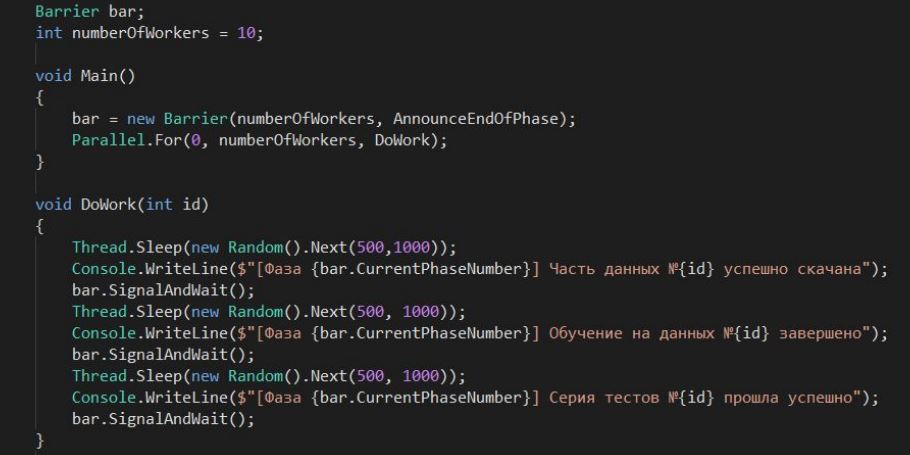 Barrier bar;
int numberOfWorkers = 10;
void Main()
{
bar = new Barrier(numberOfWorkers, AnnounceEndOfPhase);
Parallel.For(0, numberOfWorkers, DoWork);
}
void DoWork(int id)
{
Thread.Sleep(new Random().Next(500,1000));
Console.WriteLine($"[Фаза {bar.CurrentPhaseNumber}] Часть данных №{id} успешно скачана");
bar.SignalAndWait();
Thread.Sleep(new Random().Next(500, 1000));
Console.WriteLine($"[Фаза {bar.CurrentPhaseNumber}] Обучение на данных №{id} завершено");
bar.SignalAndWait();
Thread.Sleep(new Random().Next(500, 1000));
Console.WriteLine($"[Фаза {bar.CurrentPhaseNumber}] Серия тестов №{id} прошла успешно");
bar.SignalAndWait();
}